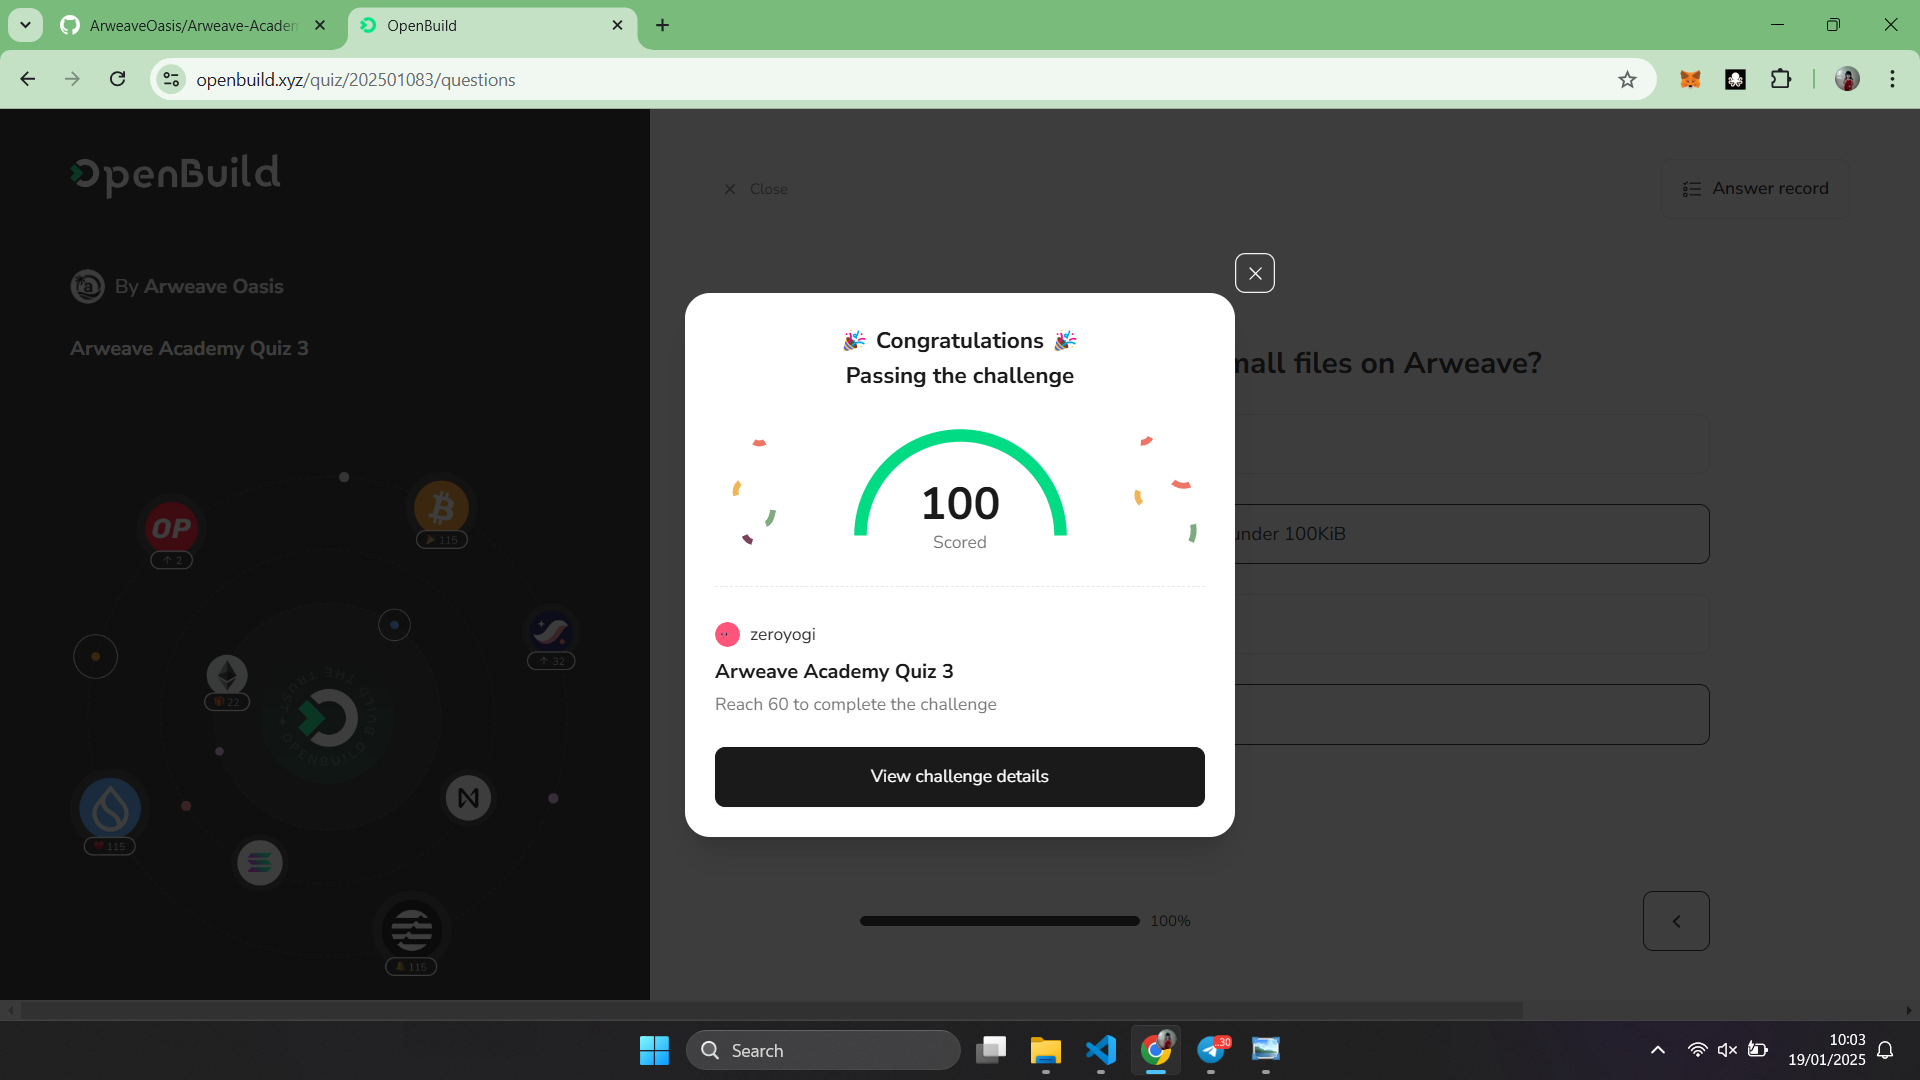 ArweaveOasis/Arweave-Academ
OpenBuild
openbuild.xyz/quiz/202501083/questions
OpenBuild
Close
Answer record
By Arweave Oasis
Arweave Academy Quiz 3
mall files on Arweave?
under 100KiB
🎉 Congratulations 🎉
Passing the challenge
100
Scored
zeroyogi
Arweave Academy Quiz 3
Reach 60 to complete the challenge
View challenge details
OP
2
115
32
22
THE TRUST
OPENBUILD
115
115
100%
Search
30
10:03
19/01/2025